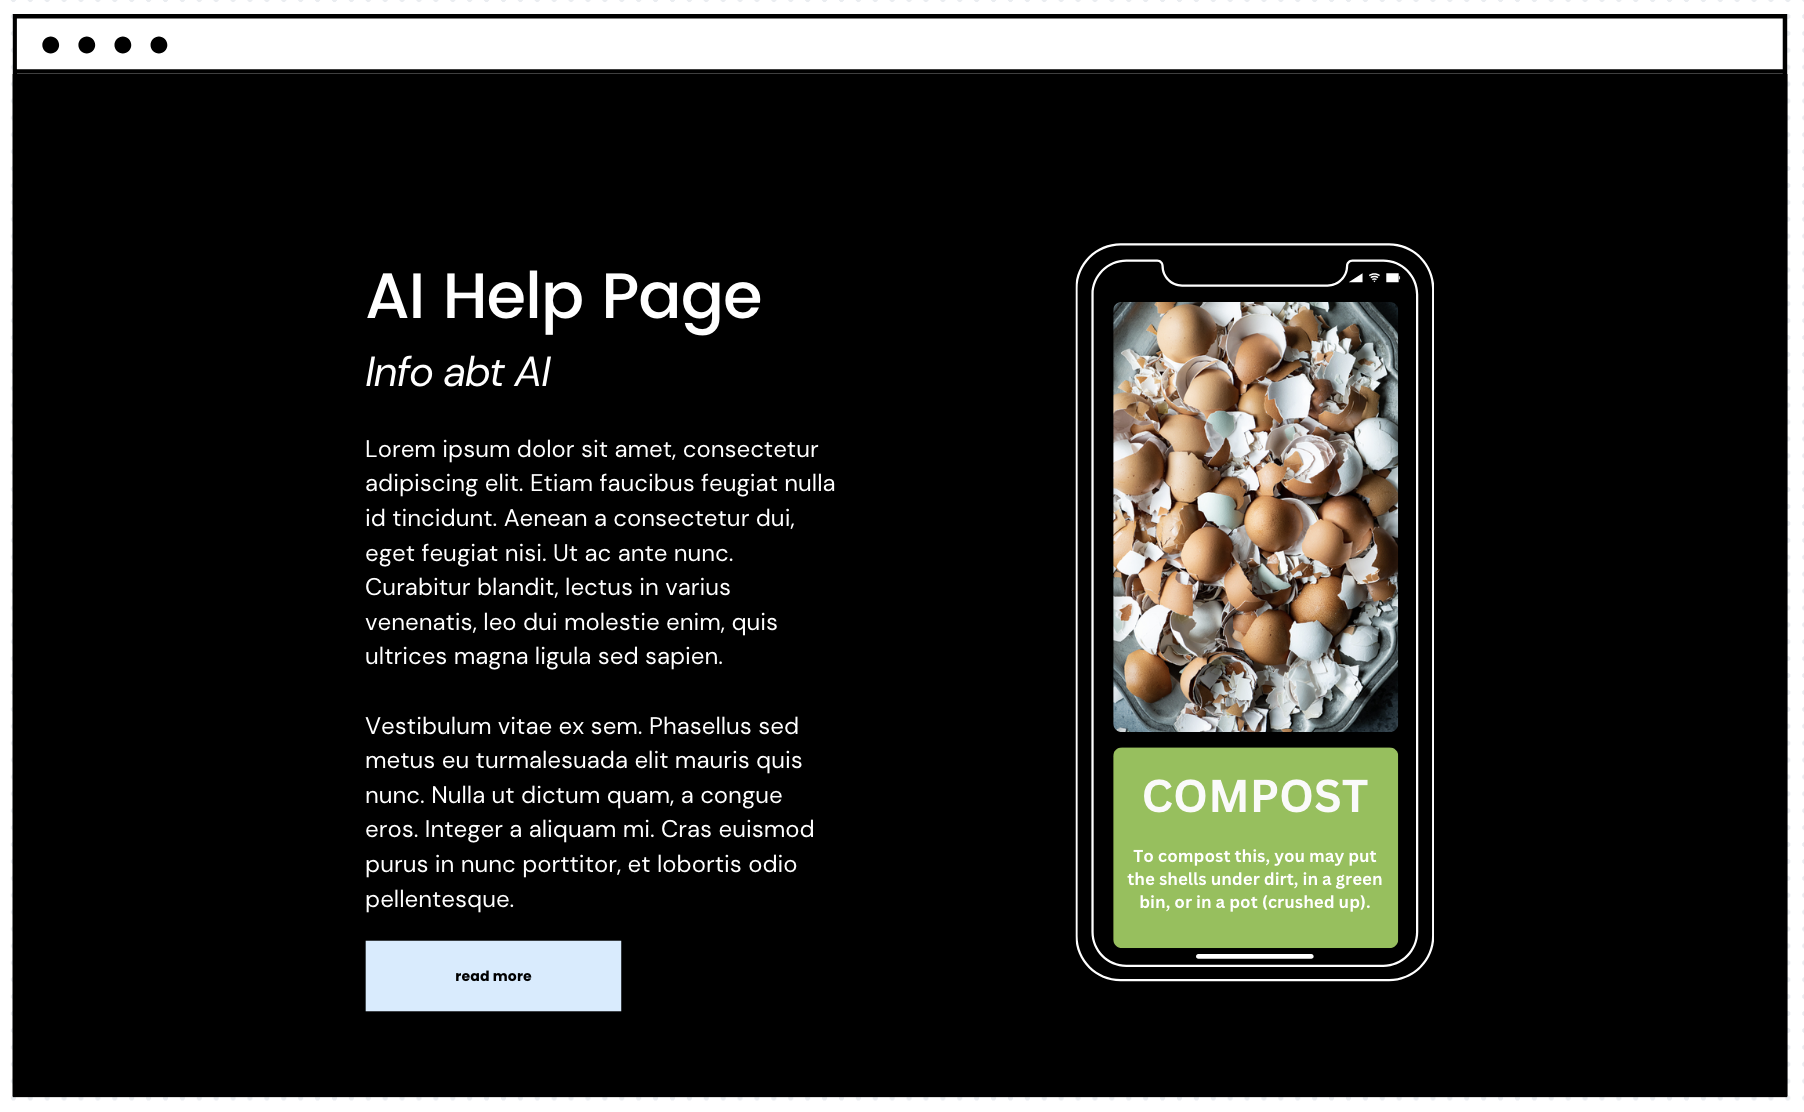 AI Help Page
Info abt AI
Lorem ipsum dolor sit amet, consectetur
adipiscing elit. Etiam faucibus feugiat nulla
id tincidunt. Aenean a consectetur dui,
eget feugiat nisi. Ut ac ante nunc.
Curabitur blandit, lectus in varius
venenatis, leo dui molestie enim, quis
ultrices magna ligula sed sapien.
Vestibulum vitae ex sem. Phasellus sed
metus eu turmalesuada elit mauris quis
nunc. Nulla ut dictum quam, a congue
eros. Integer a aliquam mi. Cras euismod
purus in nunc porttitor, et lobortis odio
pellentesque.
read more
COMPOST
To compost this, you may put
the shells under dirt, in a green
bin, or in a pot (crushed up).